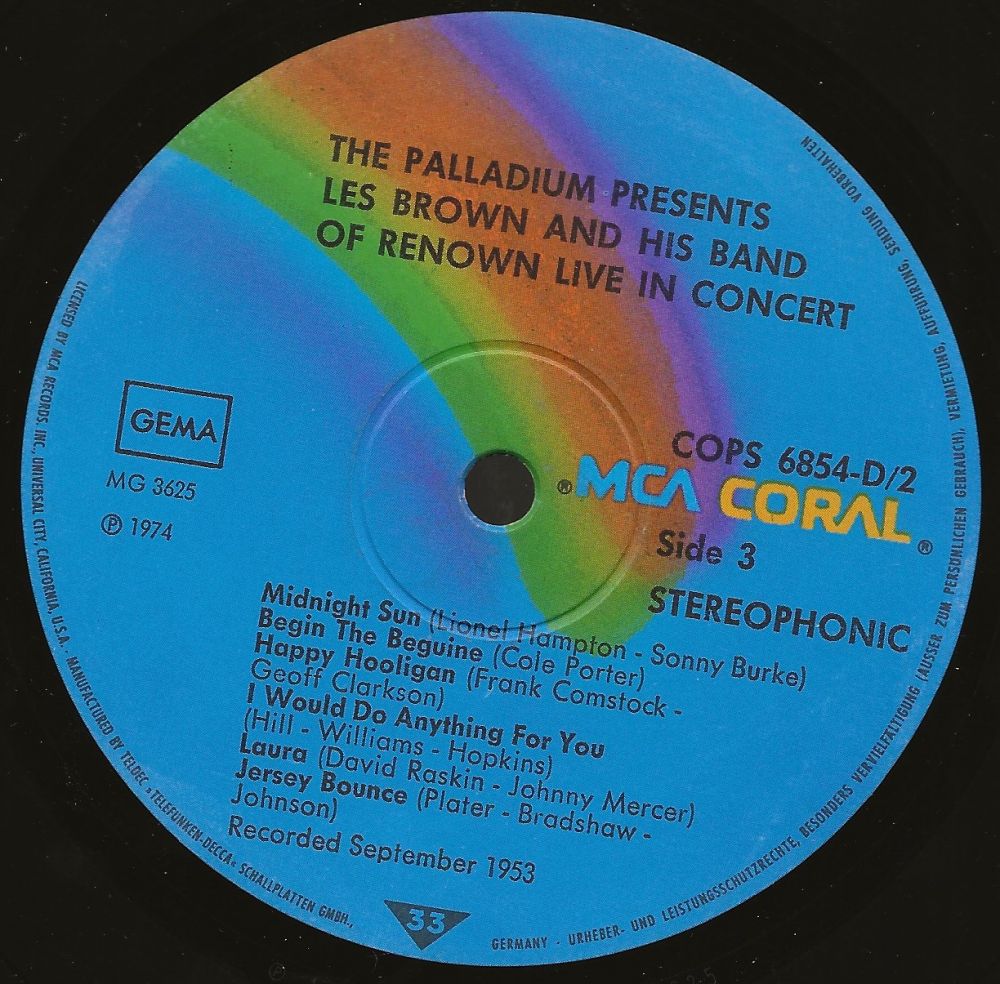 THE PALLADIUM PRESENTS
LES BROWN AND HIS BAND
OF RENOWN LIVE IN CONCERT
GEMA
MG 3625
℗ 1974
COPS 6854-D/2
®MCA CORAL®
Side 3
STEREOPHONIC
Midnight Sun (Lionel Hampton - Sonny Burke)
Begin The Beguine (Cole Porter)
Happy Hooligan (Frank Comstock -
Geoff Clarkson)
I Would Do Anything For You
(Hill - Williams - Hopkins)
Laura (David Raskin - Johnny Mercer)
Jersey Bounce (Plater - Bradshaw -
Johnson)
Recorded September 1953
33
LICENSED BY MCA RECORDS, INC., UNIVERSAL CITY, CALIFORNIA, U.S.A. · MANUFACTURED BY TELDEC »TELEFUNKEN-DECCA« SCHALLPLATTEN GMBH.,
GERMANY · URHEBER- UND LEISTUNGSSCHUTZRECHTE, BESONDERS VERVIELFÄLTIGUNG (AUSSER ZUM PERSÖNLICHEN GEBRAUCH), VERMIETUNG, AUFFÜHRUNG, SENDUNG VORBEHALTEN